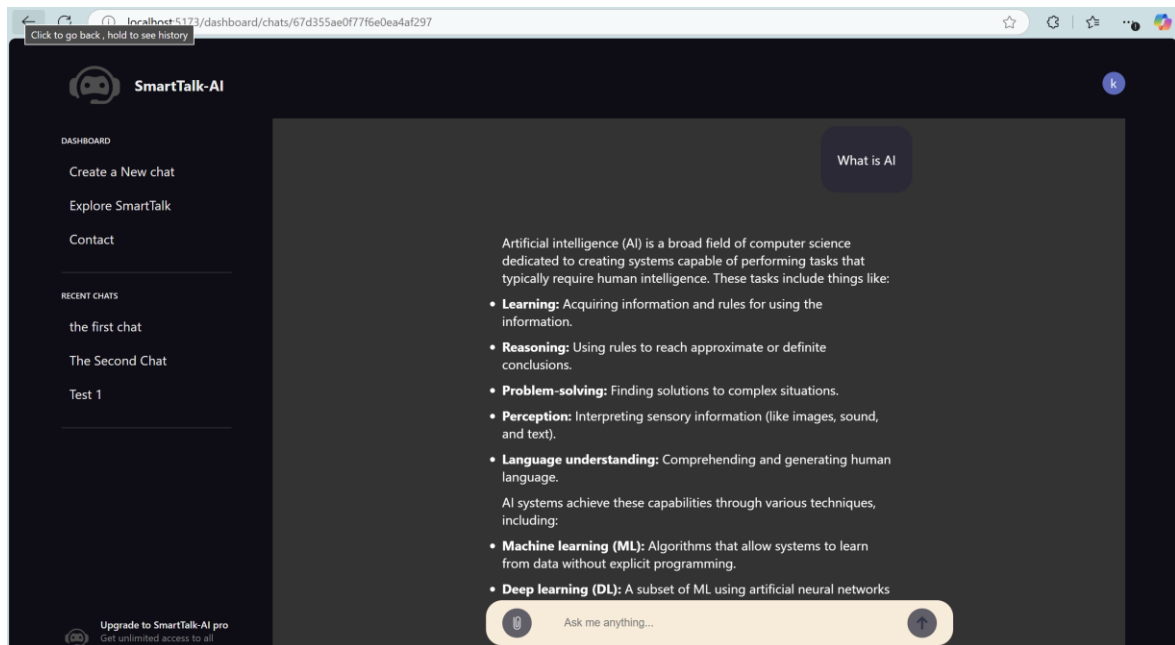 localhost:5173/dashboard/chats/67d355ae0f77f6e0ea4af297
Click to go back , hold to see history
SmartTalk-AI
k
DASHBOARD
Create a New chat
Explore SmartTalk
Contact
RECENT CHATS
the first chat
The Second Chat
Test 1
Upgrade to SmartTalk-AI pro
Get unlimited access to all
What is AI
Artificial intelligence (AI) is a broad field of computer science
dedicated to creating systems capable of performing tasks that
typically require human intelligence. These tasks include things like:
• Learning: Acquiring information and rules for using the
information.
• Reasoning: Using rules to reach approximate or definite
conclusions.
• Problem-solving: Finding solutions to complex situations.
• Perception: Interpreting sensory information (like images, sound,
and text).
• Language understanding: Comprehending and generating human
language.
AI systems achieve these capabilities through various techniques,
including:
• Machine learning (ML): Algorithms that allow systems to learn
from data without explicit programming.
• Deep learning (DL): A subset of ML using artificial neural networks
Ask me anything...